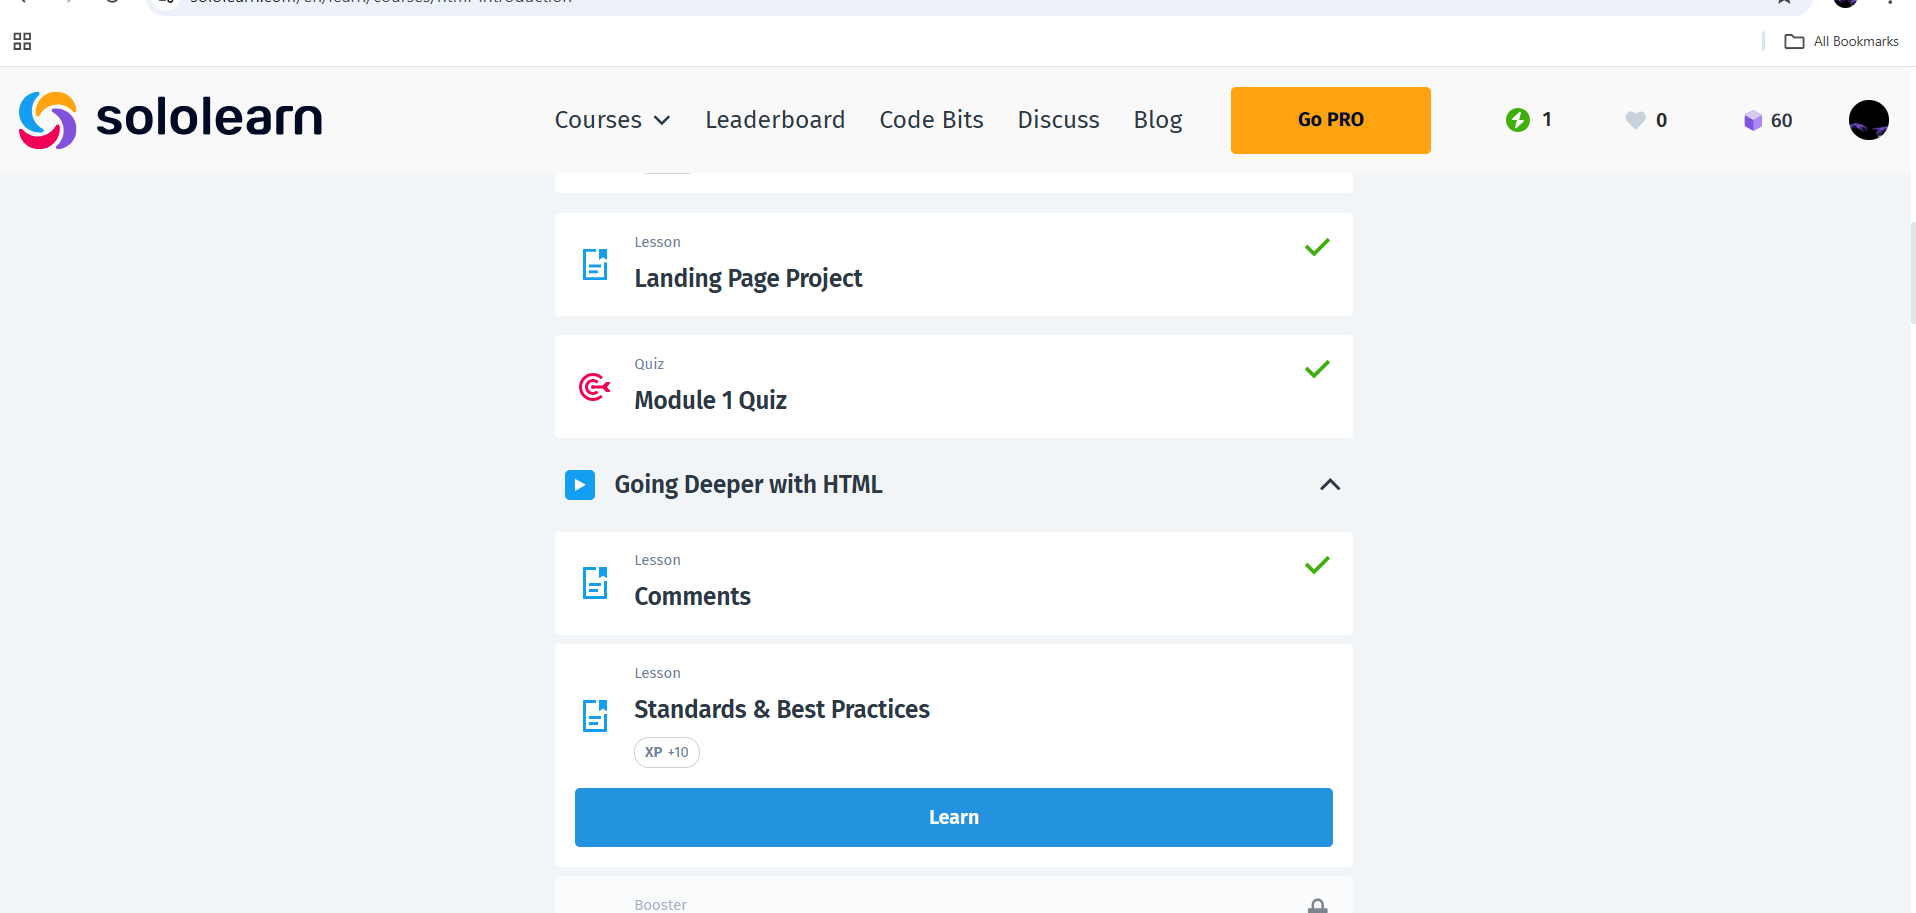 sololearn.com/en/learn/courses/html-introduction
All Bookmarks
sololearn
Courses Leaderboard Code Bits Discuss Blog Go PRO 1 0 60
Lesson
Landing Page Project
Quiz
Module 1 Quiz
Going Deeper with HTML
Lesson
Comments
Lesson
Standards & Best Practices
XP +10
Learn
Booster